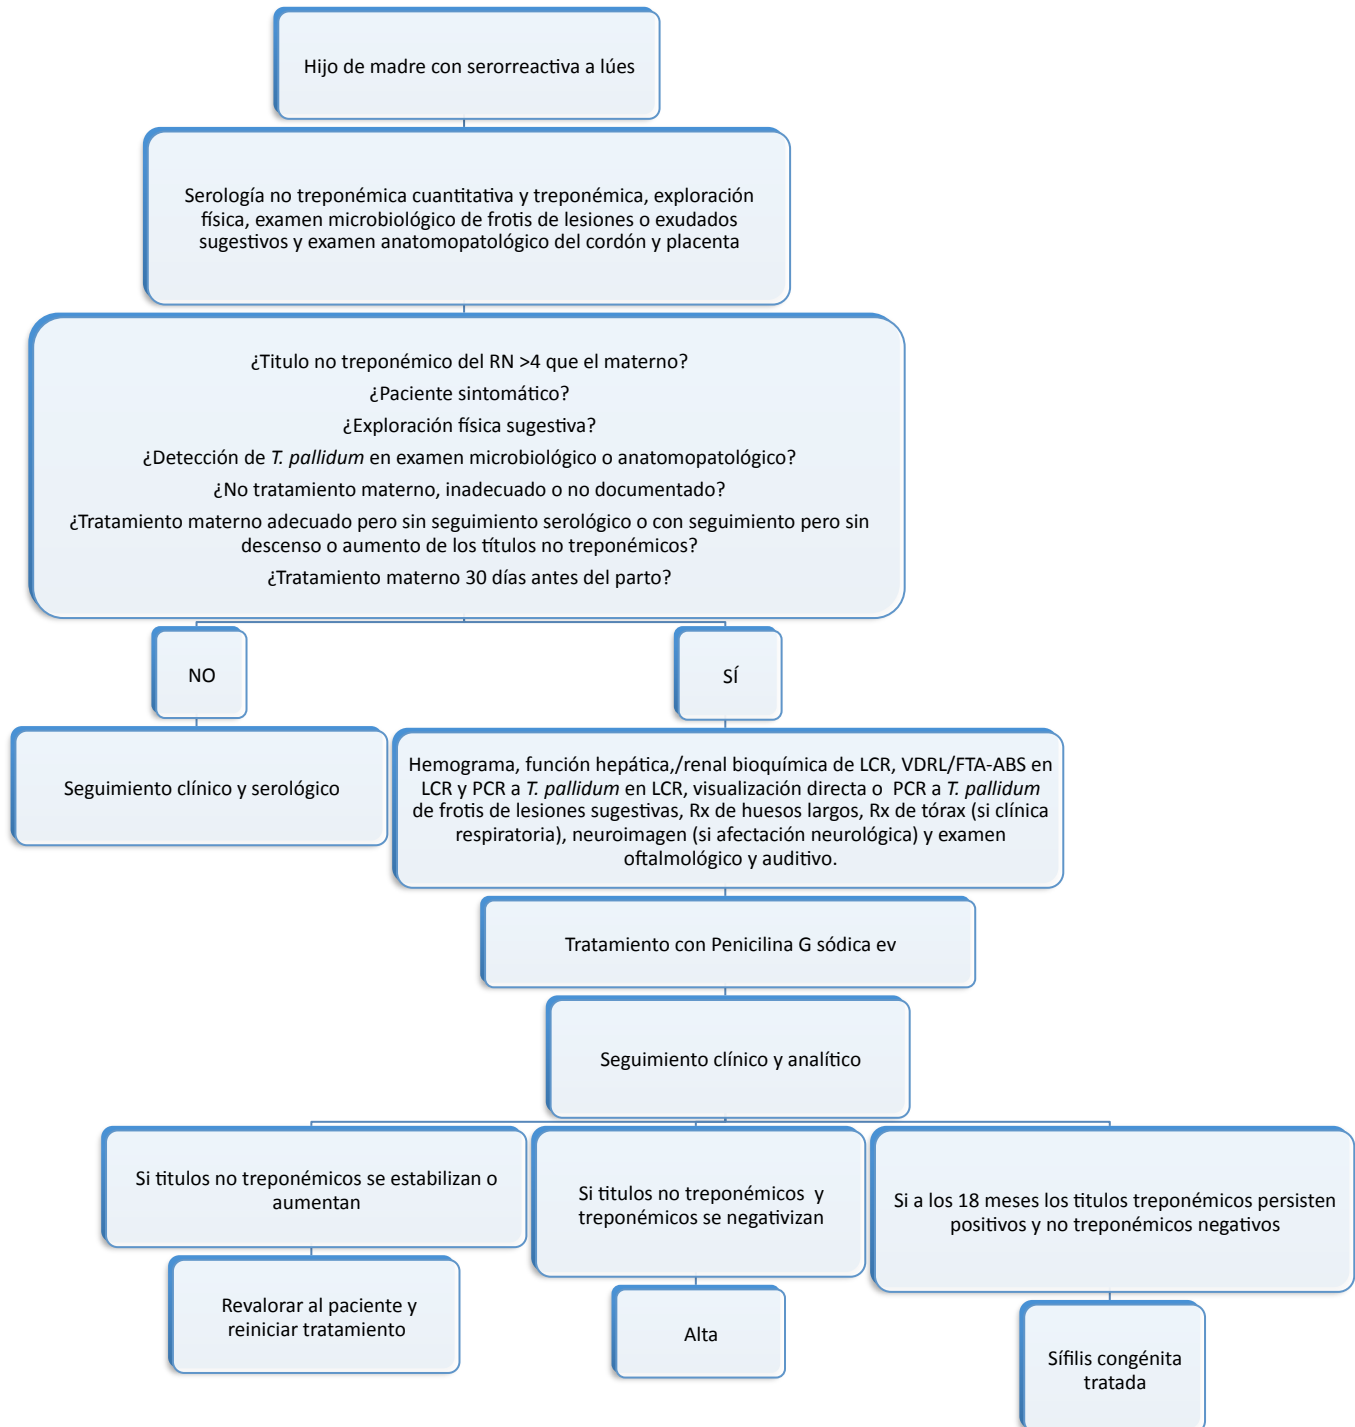 Hijo de madre con serorreactiva a lúes
Serología no treponémica cuantitativa y treponémica, exploración
física, examen microbiológico de frotis de lesiones o exudados
sugestivos y examen anatomopatológico del cordón y placenta
¿Titulo no treponémico del RN >4 que el materno?
¿Paciente sintomático?
¿Exploración física sugestiva?
¿Detección de T. pallidum en examen microbiológico o anatomopatológico?
¿No tratamiento materno, inadecuado o no documentado?
¿Tratamiento materno adecuado pero sin seguimiento serológico o con seguimiento pero sin
descenso o aumento de los títulos no treponémicos?
¿Tratamiento materno 30 días antes del parto?
NO
SÍ
Seguimiento clínico y serológico
Hemograma, función hepática,/renal bioquímica de LCR, VDRL/FTA-ABS en
LCR y PCR a T. pallidum en LCR, visualización directa o PCR a T. pallidum
de frotis de lesiones sugestivas, Rx de huesos largos, Rx de tórax (si clínica
respiratoria), neuroimagen (si afectación neurológica) y examen
oftalmológico y auditivo.
Tratamiento con Penicilina G sódica ev
Seguimiento clínico y analítico
Si titulos no treponémicos se estabilizan o
aumentan
Si titulos no treponémicos y
treponémicos se negativizan
Si a los 18 meses los titulos treponémicos persisten
positivos y no treponémicos negativos
Revalorar al paciente y
reiniciar tratamiento
Alta
Sífilis congénita
tratada